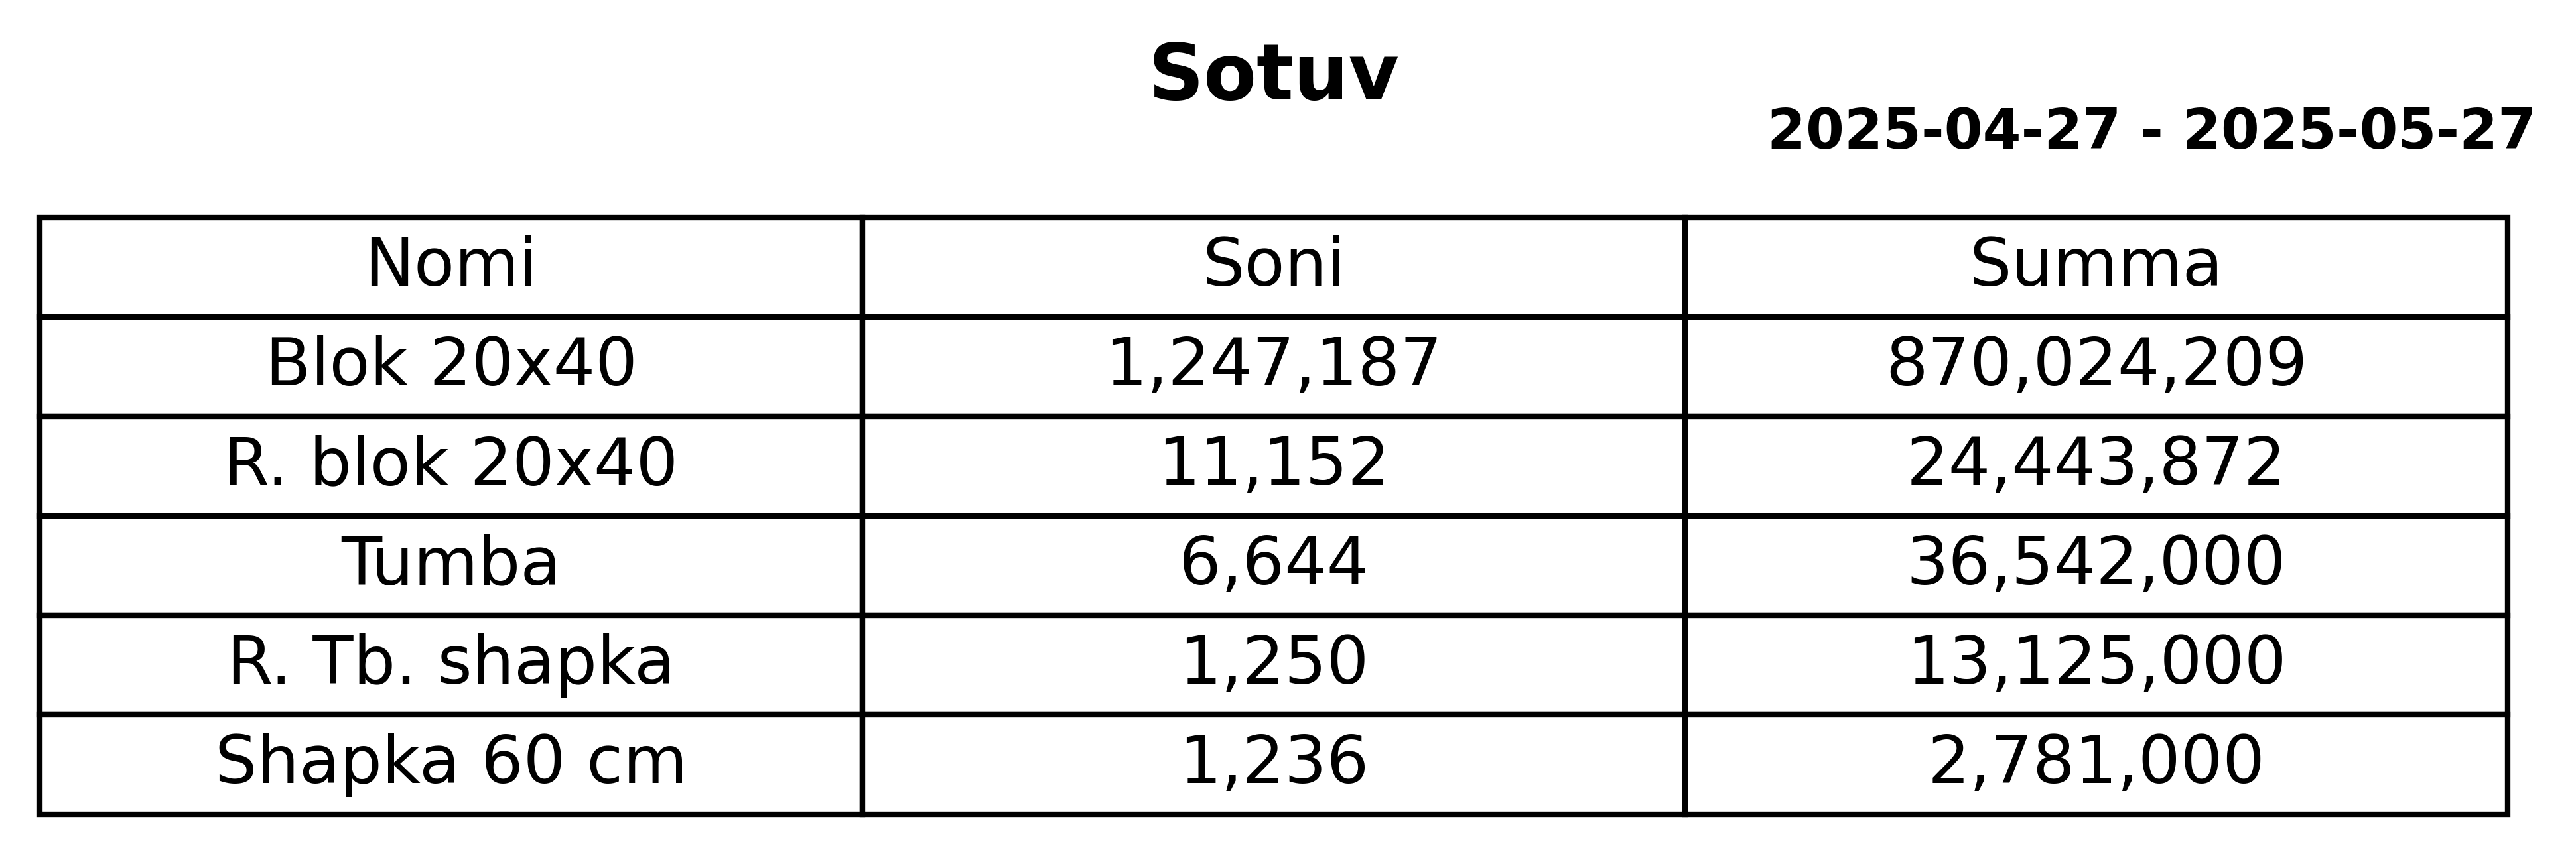 Sotuv
2025-04-27 - 2025-05-27
Nomi Soni Summa
Blok 20x40 1,247,187 870,024,209
R. blok 20x40 11,152 24,443,872
Tumba 6,644 36,542,000
R. Tb. shapka 1,250 13,125,000
Shapka 60 cm 1,236 2,781,000